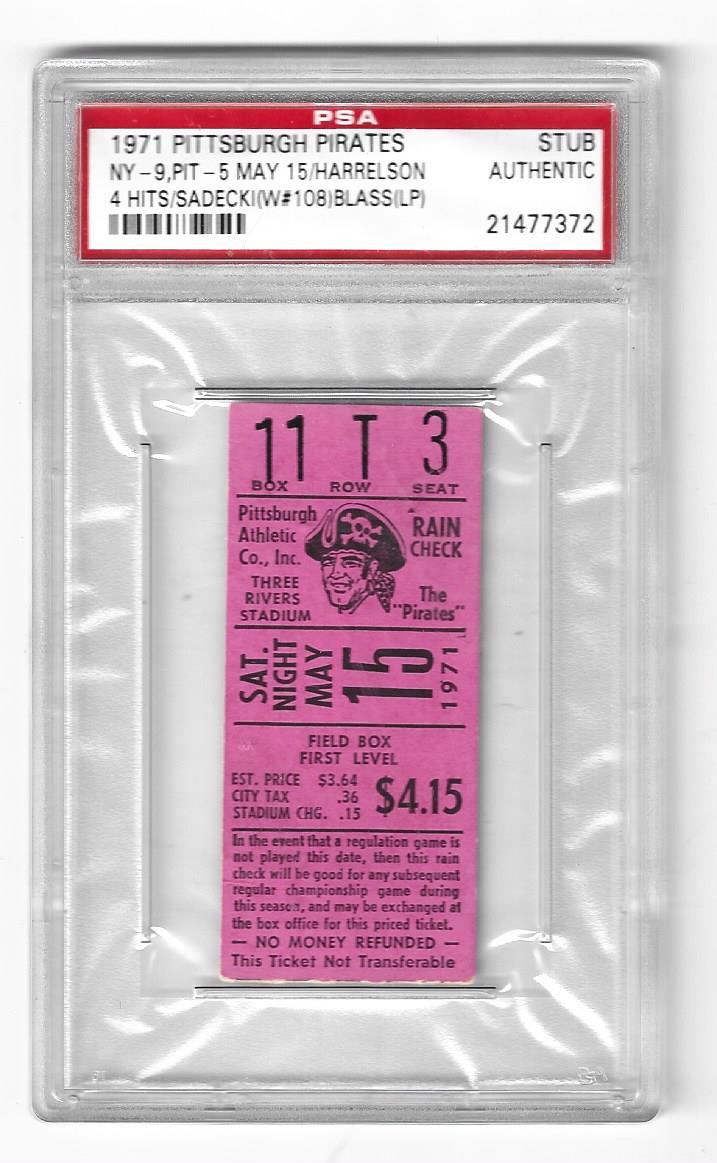 PSA
1971 PITTSBURGH PIRATES STUB
NY-9,PIT-5 MAY 15/HARRELSON AUTHENTIC
4 HITS/SADECKI(W#108)BLASS(LP)
21477372
11 T 3
BOX ROW SEAT
Pittsburgh
Athletic
Co., Inc.
THREE
RIVERS
STADIUM
RAIN
CHECK
The
"Pirates"
SAT.
NIGHT
MAY
15
1971
FIELD BOX
FIRST LEVEL
EST. PRICE $3.64
CITY TAX .36
STADIUM CHG. .15
$4.15
In the event that a regulation game is
not played this date, then this rain
check will be good for any subsequent
regular championship game during
this season, and may be exchanged at
the box office for this priced ticket.
— NO MONEY REFUNDED —
This Ticket Not Transferable